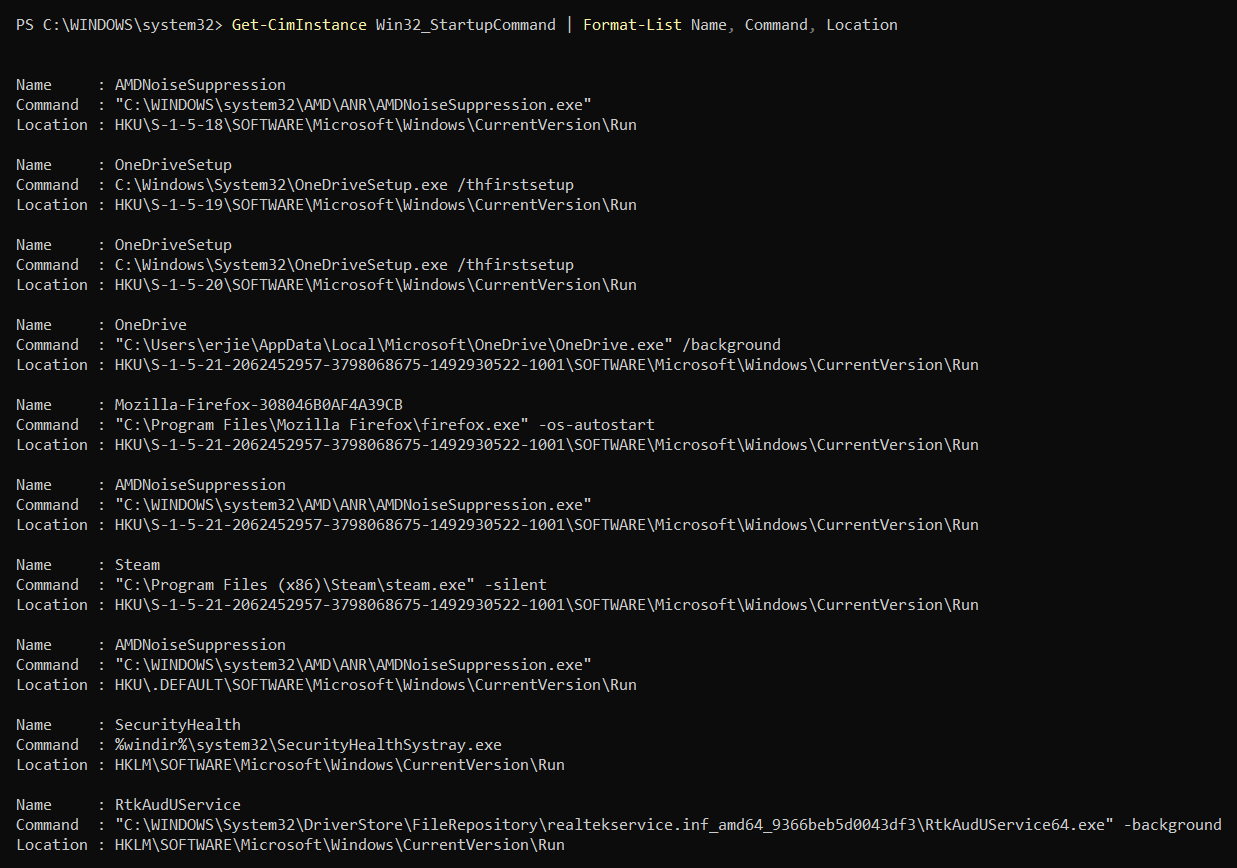 PS C:\WINDOWS\system32> Get-CimInstance Win32_StartupCommand | Format-List Name, Command, Location
Name     : AMDNoiseSuppression
Command  : "C:\WINDOWS\system32\AMD\ANR\AMDNoiseSuppression.exe"
Location : HKU\S-1-5-18\SOFTWARE\Microsoft\Windows\CurrentVersion\Run
Name     : OneDriveSetup
Command  : C:\Windows\System32\OneDriveSetup.exe /thfirstsetup
Location : HKU\S-1-5-19\SOFTWARE\Microsoft\Windows\CurrentVersion\Run
Name     : OneDriveSetup
Command  : C:\Windows\System32\OneDriveSetup.exe /thfirstsetup
Location : HKU\S-1-5-20\SOFTWARE\Microsoft\Windows\CurrentVersion\Run
Name     : OneDrive
Command  : "C:\Users\erjie\AppData\Local\Microsoft\OneDrive\OneDrive.exe" /background
Location : HKU\S-1-5-21-2062452957-3798068675-1492930522-1001\SOFTWARE\Microsoft\Windows\CurrentVersion\Run
Name     : Mozilla-Firefox-308046B0AF4A39CB
Command  : "C:\Program Files\Mozilla Firefox\firefox.exe" -os-autostart
Location : HKU\S-1-5-21-2062452957-3798068675-1492930522-1001\SOFTWARE\Microsoft\Windows\CurrentVersion\Run
Name     : AMDNoiseSuppression
Command  : "C:\WINDOWS\system32\AMD\ANR\AMDNoiseSuppression.exe"
Location : HKU\S-1-5-21-2062452957-3798068675-1492930522-1001\SOFTWARE\Microsoft\Windows\CurrentVersion\Run
Name     : Steam
Command  : "C:\Program Files (x86)\Steam\steam.exe" -silent
Location : HKU\S-1-5-21-2062452957-3798068675-1492930522-1001\SOFTWARE\Microsoft\Windows\CurrentVersion\Run
Name     : AMDNoiseSuppression
Command  : "C:\WINDOWS\system32\AMD\ANR\AMDNoiseSuppression.exe"
Location : HKU\.DEFAULT\SOFTWARE\Microsoft\Windows\CurrentVersion\Run
Name     : SecurityHealth
Command  : %windir%\system32\SecurityHealthSystray.exe
Location : HKLM\SOFTWARE\Microsoft\Windows\CurrentVersion\Run
Name     : RtkAudUService
Command  : "C:\WINDOWS\System32\DriverStore\FileRepository\realtekservice.inf_amd64_9366beb5d0043df3\RtkAudUService64.exe" -background
Location : HKLM\SOFTWARE\Microsoft\Windows\CurrentVersion\Run